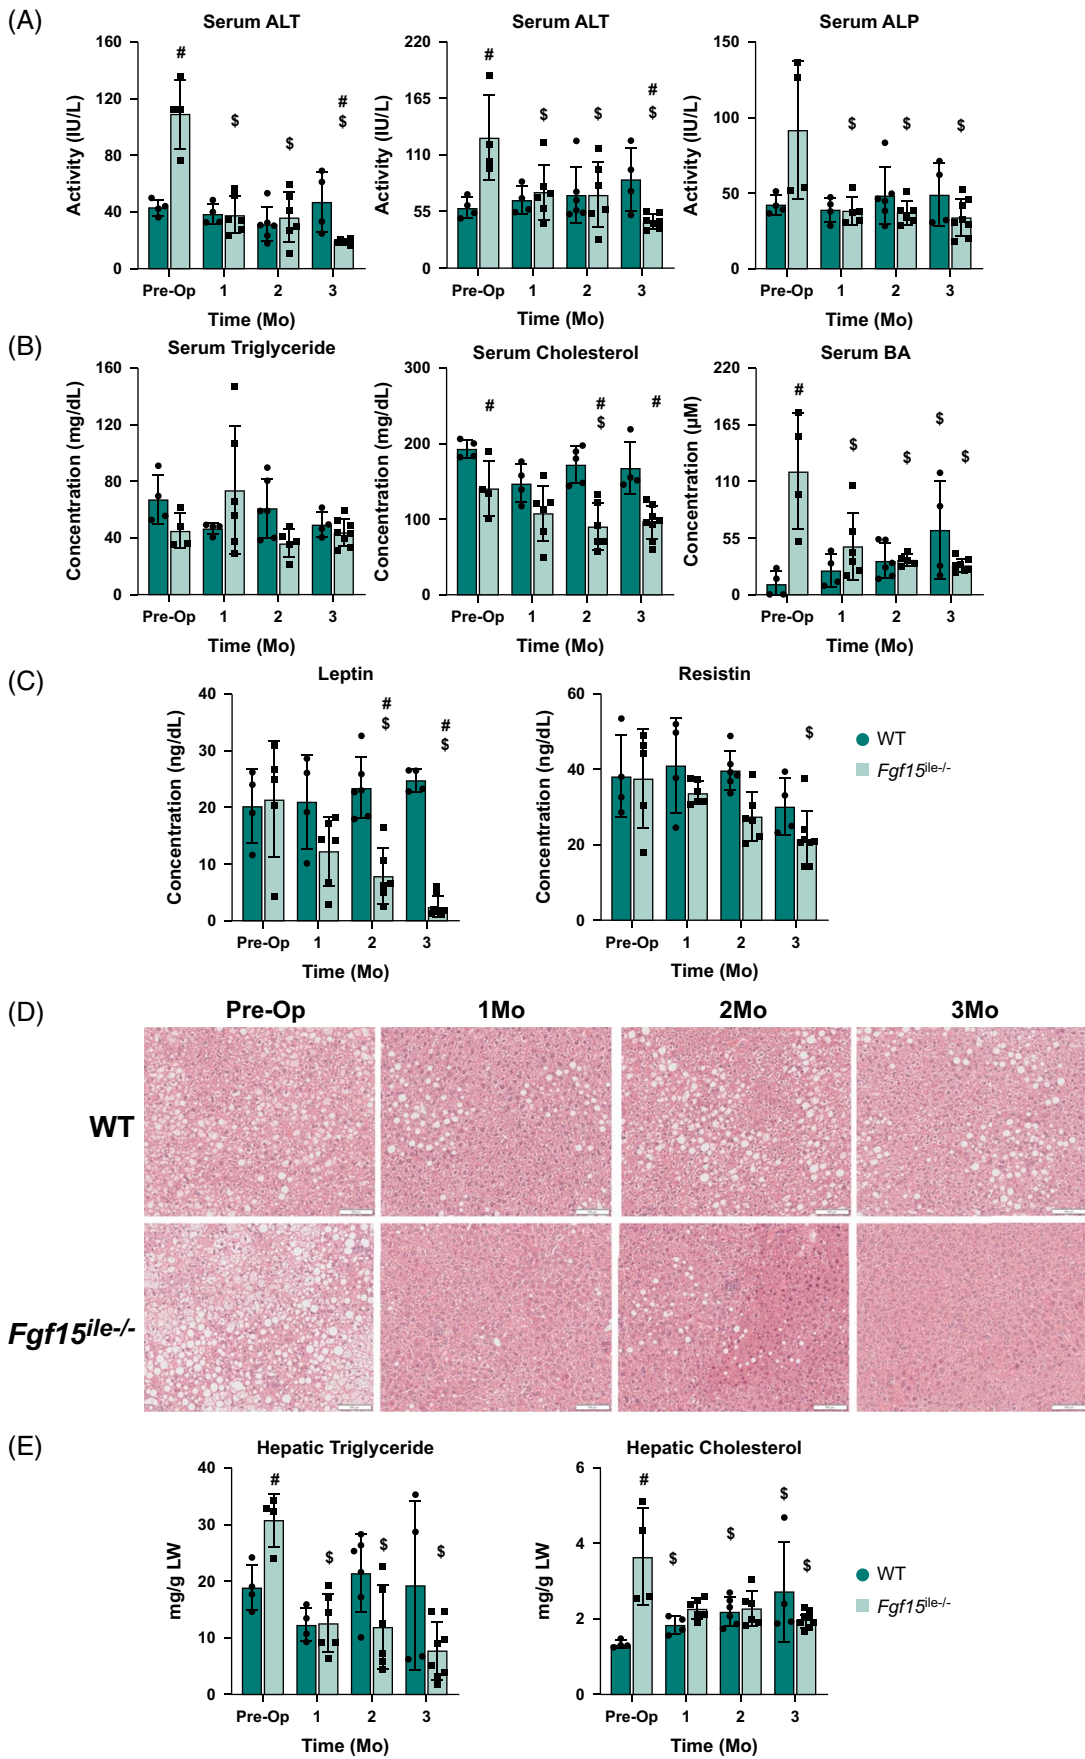 (A)
Serum ALT
Activity (IU/L)
160
120
80
40
0
#
$
$
#
$
Pre-Op 1 2 3
Time (Mo)
Serum ALT
Activity (IU/L)
220
165
110
55
0
#
$
$
#
$
Pre-Op 1 2 3
Time (Mo)
Serum ALP
Activity (IU/L)
150
100
50
0
$
$
$
Pre-Op 1 2 3
Time (Mo)
(B)
Serum Triglyceride
Concentration (mg/dL)
160
120
80
40
0
Pre-Op 1 2 3
Time (Mo)
Serum Cholesterol
Concentration (mg/dL)
300
200
100
0
#
#
$
#
Pre-Op 1 2 3
Time (Mo)
Serum BA
Concentration (µM)
220
165
110
55
0
#
$
$
$
$
Pre-Op 1 2 3
Time (Mo)
(C)
Leptin
Concentration (ng/dL)
40
30
20
10
0
#
$
#
$
Pre-Op 1 2 3
Time (Mo)
Resistin
Concentration (ng/dL)
60
40
20
0
$
Pre-Op 1 2 3
Time (Mo)
WT
Fgf15ile-/-
(D)
Pre-Op 1Mo 2Mo 3Mo
WT
Fgf15ile-/-
(E)
Hepatic Triglyceride
mg/g LW
40
30
20
10
0
#
$
$
$
Pre-Op 1 2 3
Time (Mo)
Hepatic Cholesterol
mg/g LW
6
4
2
0
#
$
$
$
$
Pre-Op 1 2 3
Time (Mo)
WT
Fgf15ile-/-